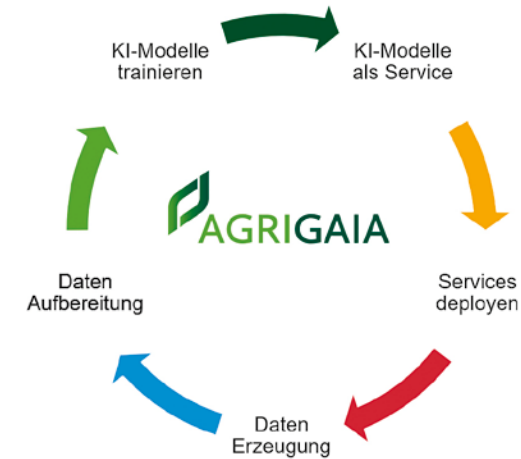 KI-Modelle
trainieren
KI-Modelle
als Service
AGRIGAIA
Daten
Aufbereitung
Services
deployen
Daten
Erzeugung